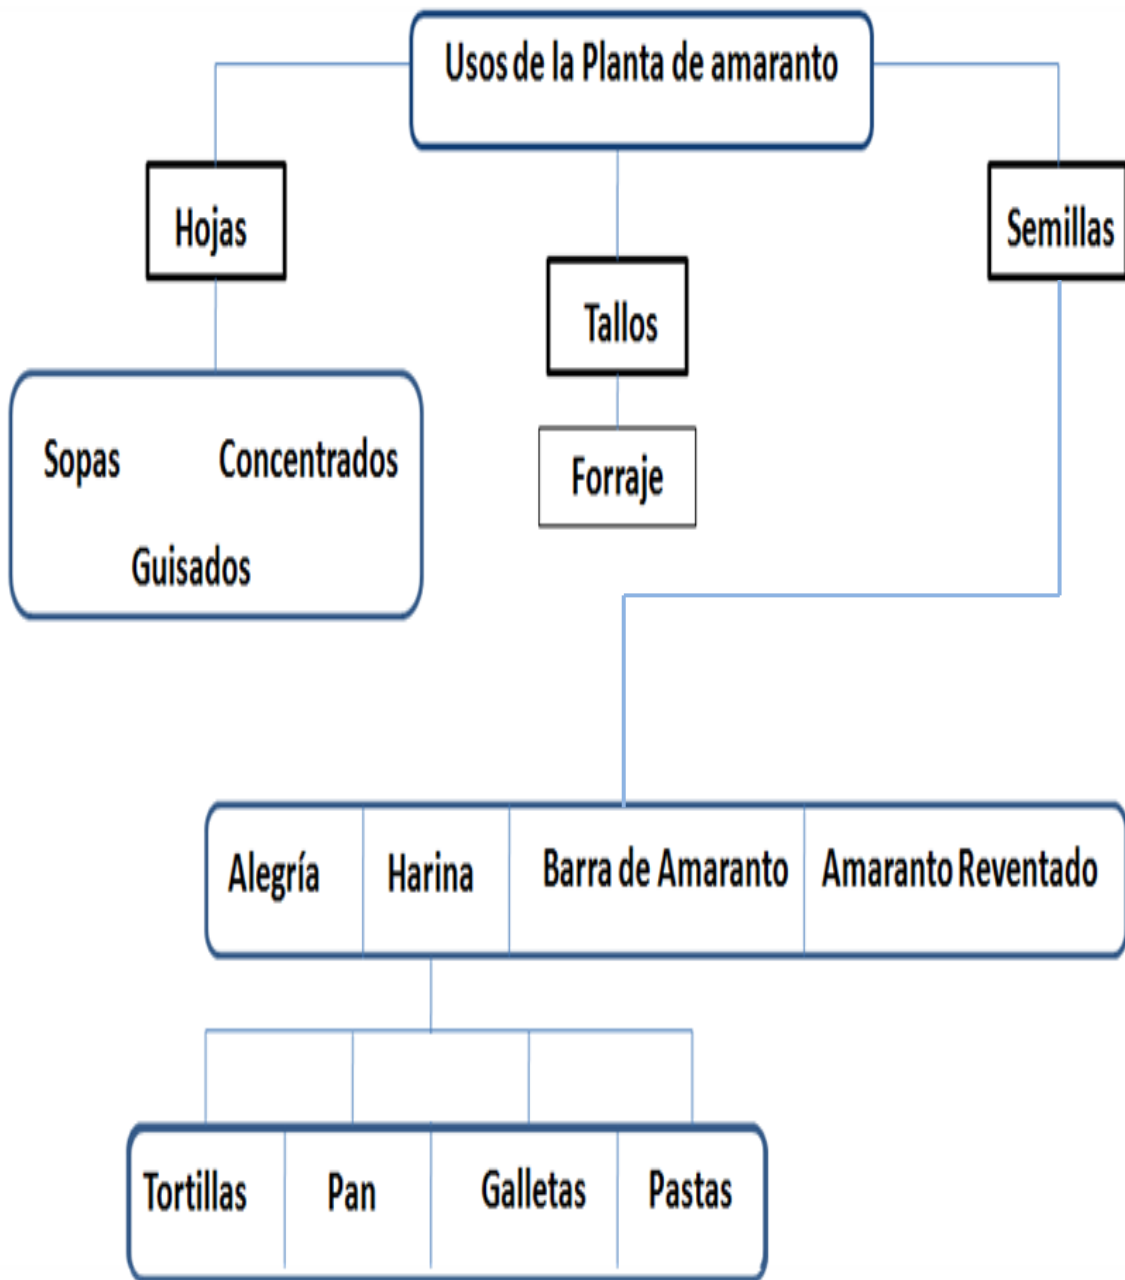 Usos de la Planta de amaranto
Hojas
Semillas
Tallos
Sopas
Concentrados
Forraje
Guisados
Alegría
Harina
Barra de Amaranto
Amaranto Reventado
Tortillas
Pan
Galletas
Pastas